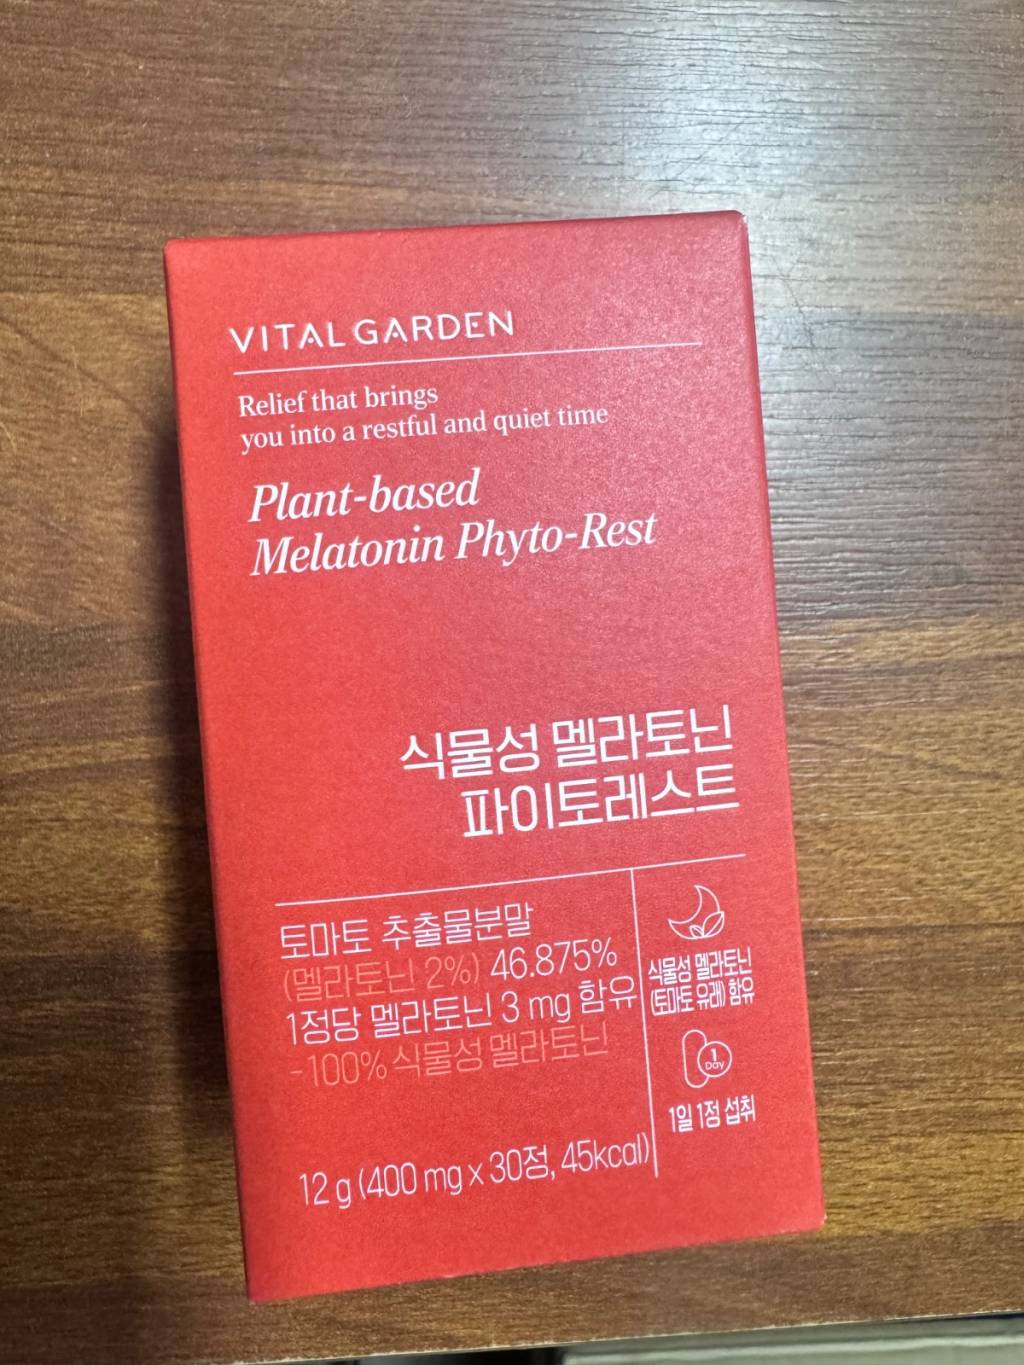 VITAL GARDEN
Relief that brings
you into a restful and quiet time
Plant-based
Melatonin Phyto-Rest
식물성 멜라토닌
파이토레스트
토마토 추출물분말
(멜라토닌 2%) 46.875%
1정당 멜라토닌 3 mg 함유
-100% 식물성 멜라토닌
12 g (400 mg x 30정, 45kcal)
식물성 멜라토닌
(토마토 유래) 함유
1
DAY
1일 1정 섭취